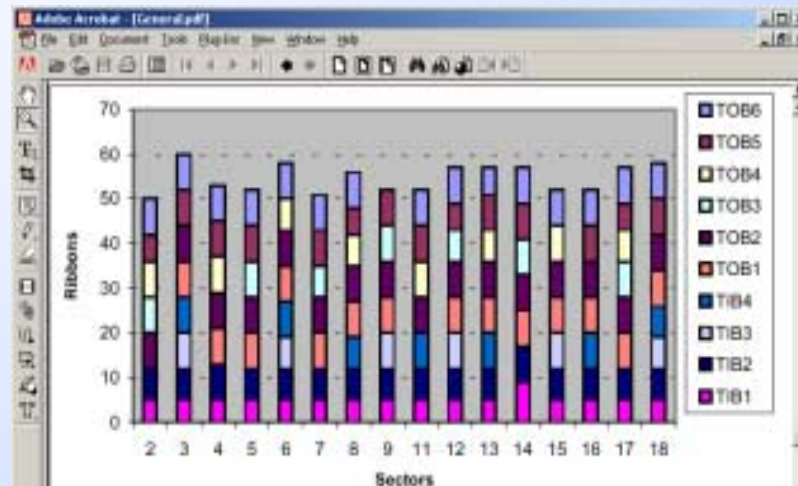 Adobe Acrobat - [General.pdf]
File Edit Document Tools Plug-Ins View Window Help
70
60
50
40
30
20
10
0
Ribbons
2 3 4 5 6 7 8 9 11 12 13 14 15 16 17 18
Sectors
TOB6
TOB5
TOB4
TOB3
TOB2
TOB1
TIB4
TIB3
TIB2
TIB1